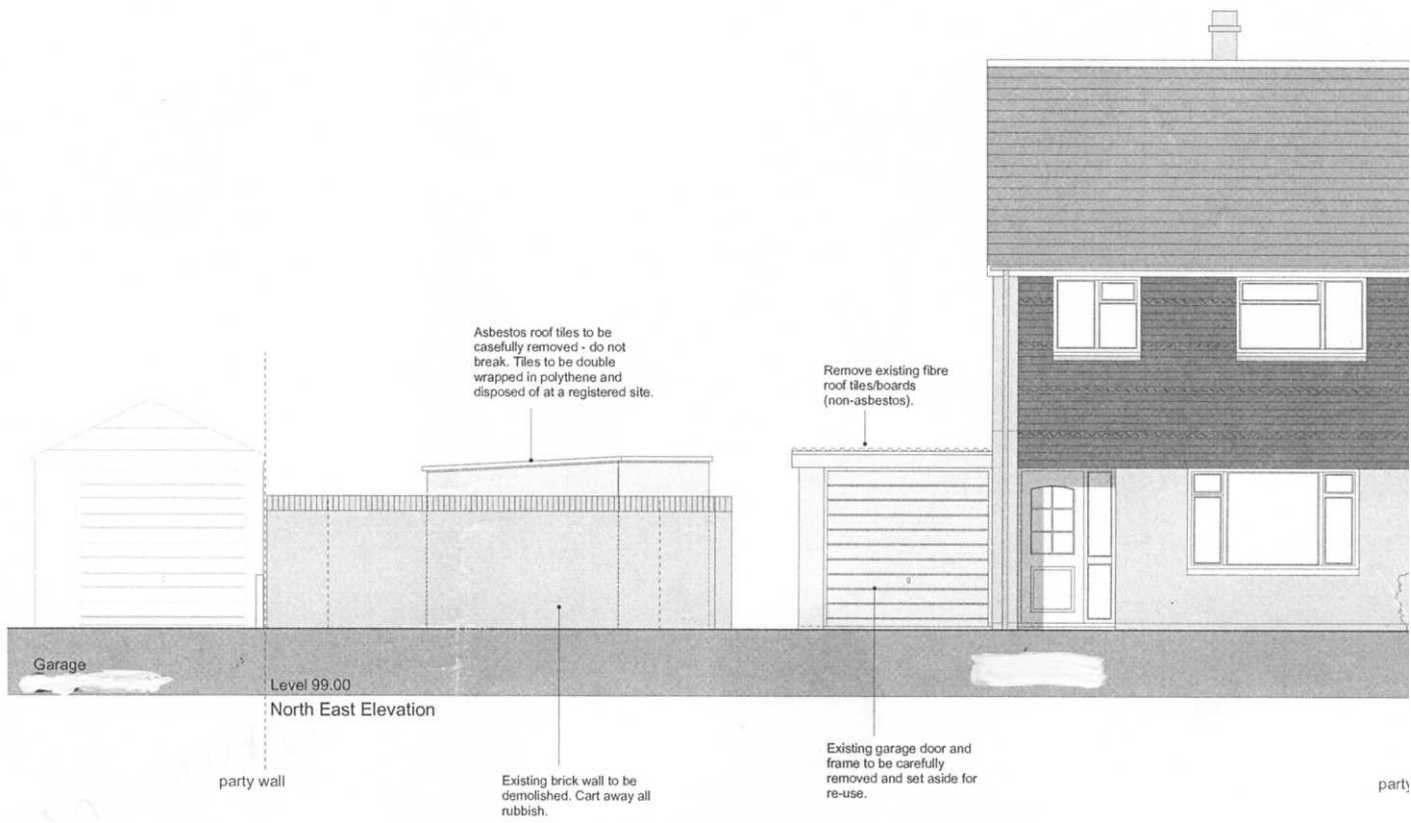 Asbestos roof tiles to be
casefully removed - do not
break. Tiles to be double
wrapped in polythene and
disposed of at a registered site.
Remove existing fibre
roof tiles/boards
(non-asbestos).
Garage
Level 99.00
North East Elevation
party wall
Existing brick wall to be
demolished. Cart away all
rubbish.
Existing garage door and
frame to be carefully
removed and set aside for
re-use.
party